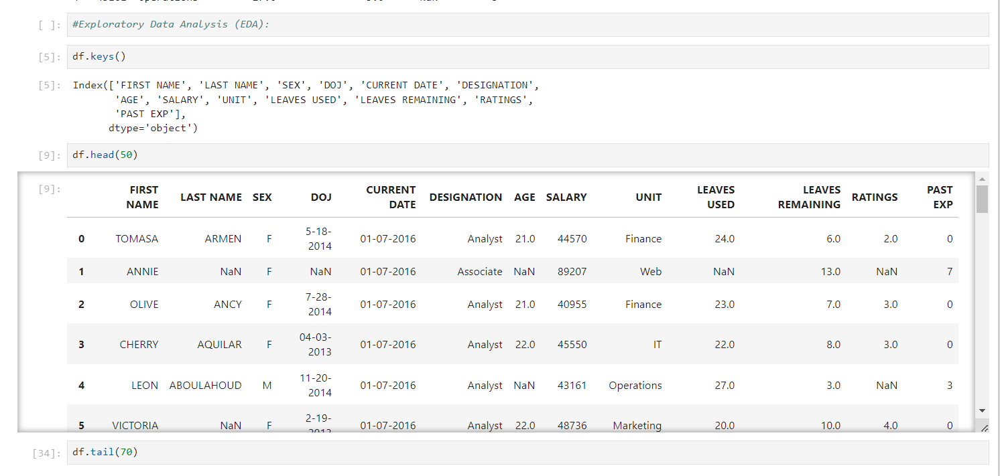 [ ]: #Exploratory Data Analysis (EDA):
[5]: df.keys()
[5]: Index(['FIRST NAME', 'LAST NAME', 'SEX', 'DOJ', 'CURRENT DATE', 'DESIGNATION',
'AGE', 'SALARY', 'UNIT', 'LEAVES USED', 'LEAVES REMAINING', 'RATINGS',
'PAST EXP'],
dtype='object')
[9]: df.head(50)
[9]: FIRST NAME LAST NAME SEX DOJ CURRENT DATE DESIGNATION AGE SALARY UNIT LEAVES USED LEAVES REMAINING RATINGS PAST EXP
0 TOMASA ARMEN F 5-18-2014 01-07-2016 Analyst 21.0 44570 Finance 24.0 6.0 2.0 0
1 ANNIE NaN F NaN 01-07-2016 Associate NaN 89207 Web NaN 13.0 NaN 7
2 OLIVE ANCY F 7-28-2014 01-07-2016 Analyst 21.0 40955 Finance 23.0 7.0 3.0 0
3 CHERRY AQUILAR F 04-03-2013 01-07-2016 Analyst 22.0 45550 IT 22.0 8.0 3.0 0
4 LEON ABOULAHOUD M 11-20-2014 01-07-2016 Analyst NaN 43161 Operations 27.0 3.0 NaN 3
5 VICTORIA NaN F 2-19- 01-07-2016 Analyst 22.0 48736 Marketing 20.0 10.0 4.0 0
[34]: df.tail(70)